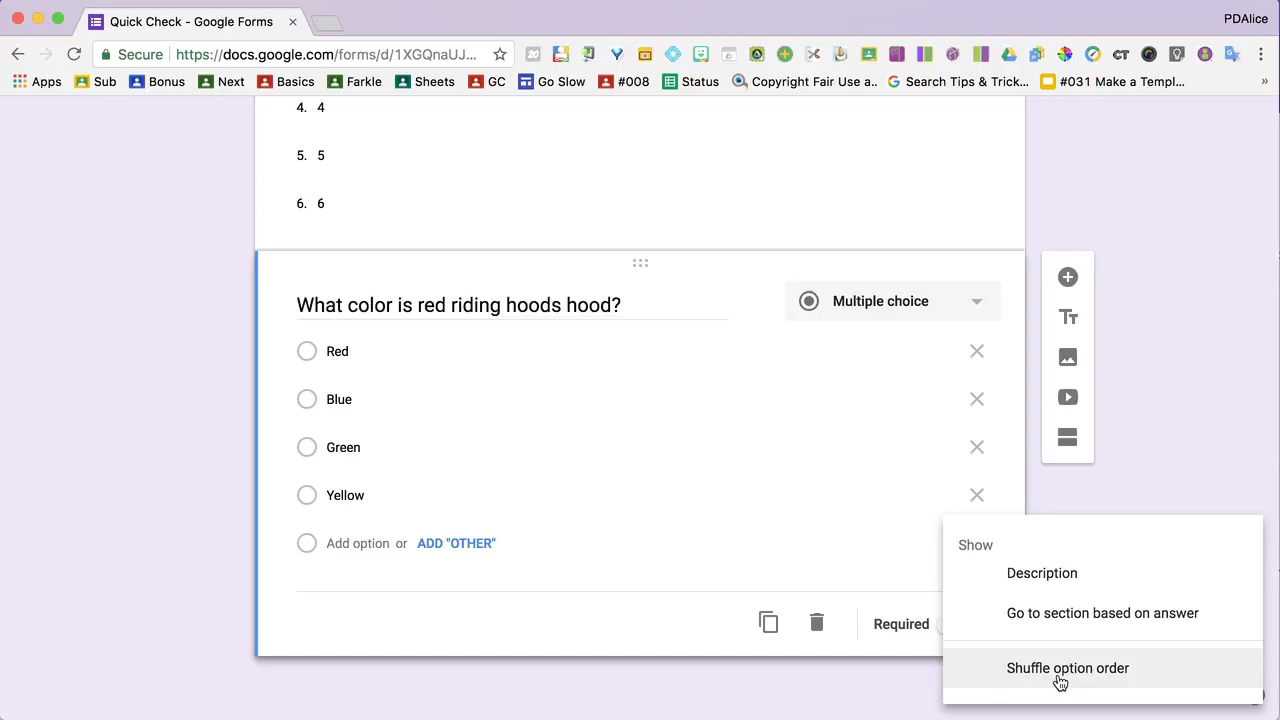 Quick Check - Google Forms
PDAlice
Secure https://docs.google.com/forms/d/1XGQnaUJ...
20
CT
Apps Sub Bonus Next Basics Farkle Sheets GC Go Slow #008 Status Copyright Fair Use a.. Search Tips & Trick... #031 Make a Templ... »
4. 4
5. 5
6. 6
What color is red riding hoods hood?
Multiple choice
Red
Blue
Green
Yellow
Add option or ADD "OTHER"
Required
Show
Description
Go to section based on answer
Shuffle option order